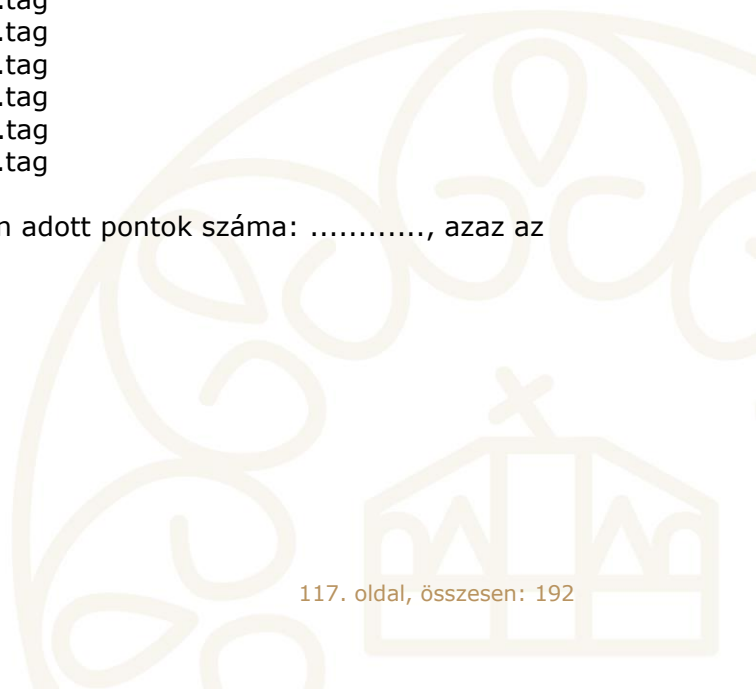 .tag
.tag
.tag
.tag
.tag
.tag
adott pontok száma: ............, azaz az
117. oldal, összesen: 192